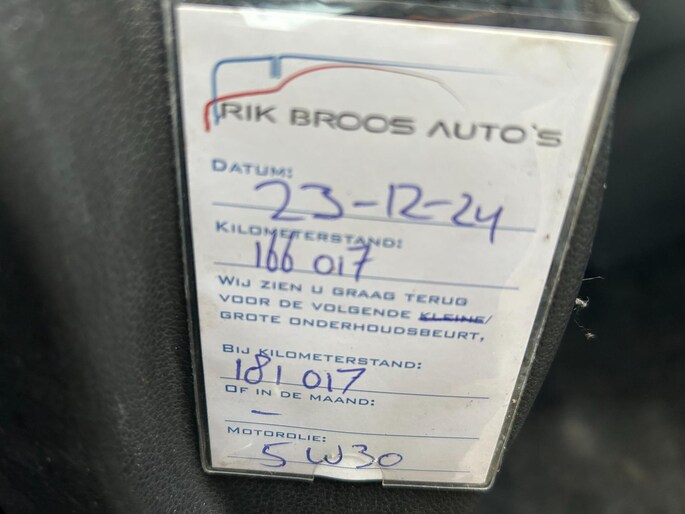 RIK BROOS AUTO'S
DATUM:
23-12-24
KILOMETERSTAND:
166 017
WIJ ZIEN U GRAAG TERUG
VOOR DE VOLGENDE KLEINE/
GROTE ONDERHOUDSBEURT,
BIJ KILOMETERSTAND:
181 017
OF IN DE MAAND:
-
MOTOROLIE:
5W30